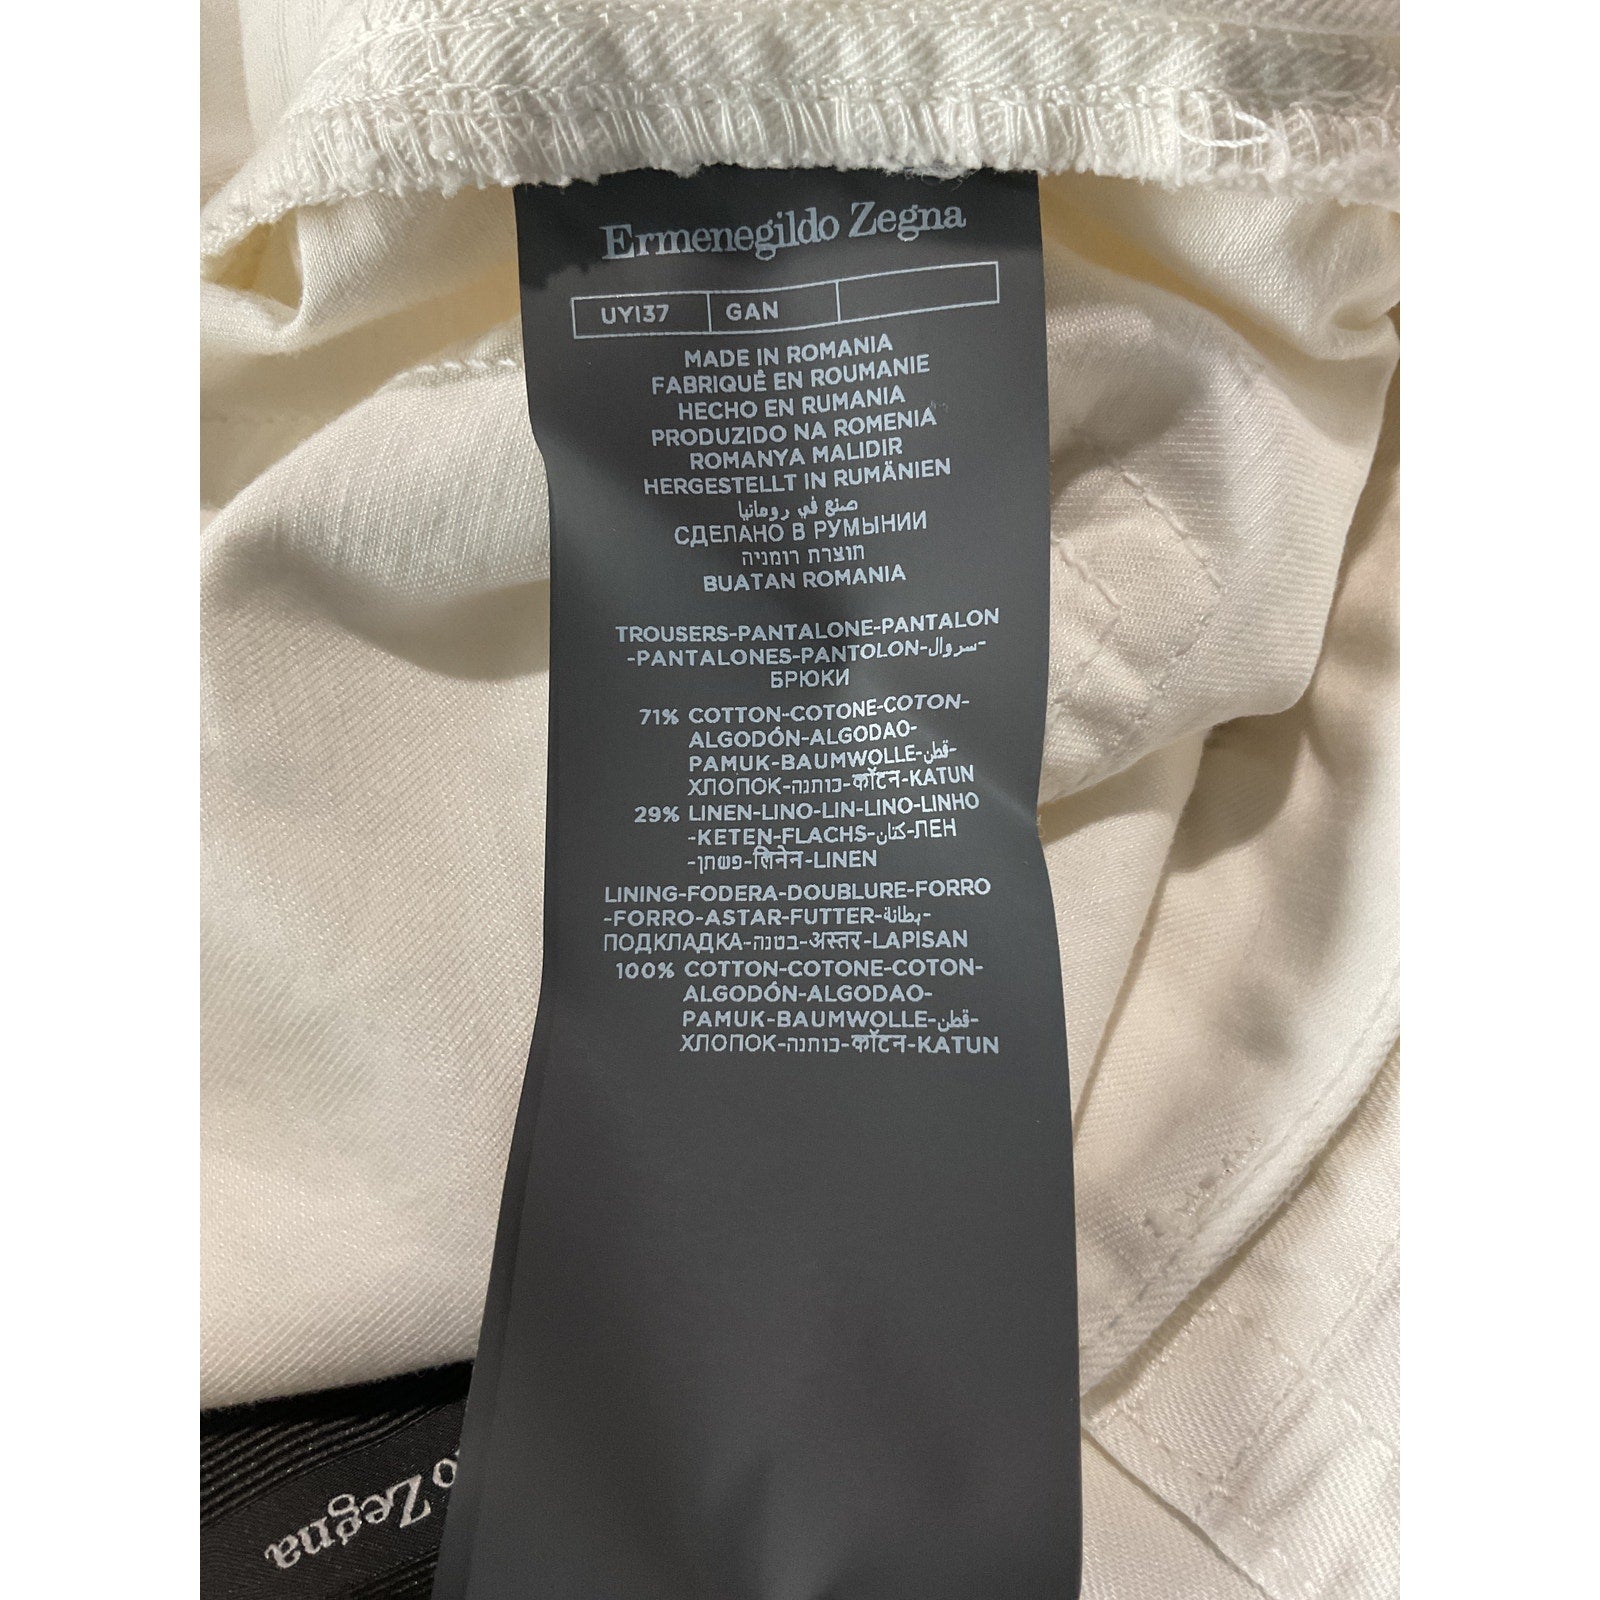 Ermenegildo Zegna
UYI37 GAN
MADE IN ROMANIA
FABRIQUÉ EN ROUMANIE
HECHO EN RUMANIA
PRODUZIDO NA ROMENIA
ROMANYA MALIDIR
HERGESTELLT IN RUMÄNIEN
صنع في رومانيا
СДЕЛАНО В РУМЫНИИ
תוצרת רומניה
BUATAN ROMANIA
TROUSERS-PANTALONE-PANTALON
-PANTALONES-PANTOLON-سروال-
БРЮКИ
71% COTTON-COTONE-COTON-
ALGODÓN-ALGODAO-
PAMUK-BAUMWOLLE-قطن-
ХЛОПОК-כותנה-कॉटन-KATUN
29% LINEN-LINO-LIN-LINO-LINHO
-KETEN-FLACHS-كتان-ЛЕН
-פשתן-लिनेन-LINEN
LINING-FODERA-DOUBLURE-FORRO
-FORRO-ASTAR-FUTTER-بطانة-
ПОДКЛАДКА-בטנה-अस्तर-LAPISAN
100% COTTON-COTONE-COTON-
ALGODÓN-ALGODAO-
PAMUK-BAUMWOLLE-قطن-
ХЛОПОК-כותנה-कॉटन-KATUN
o Zegna